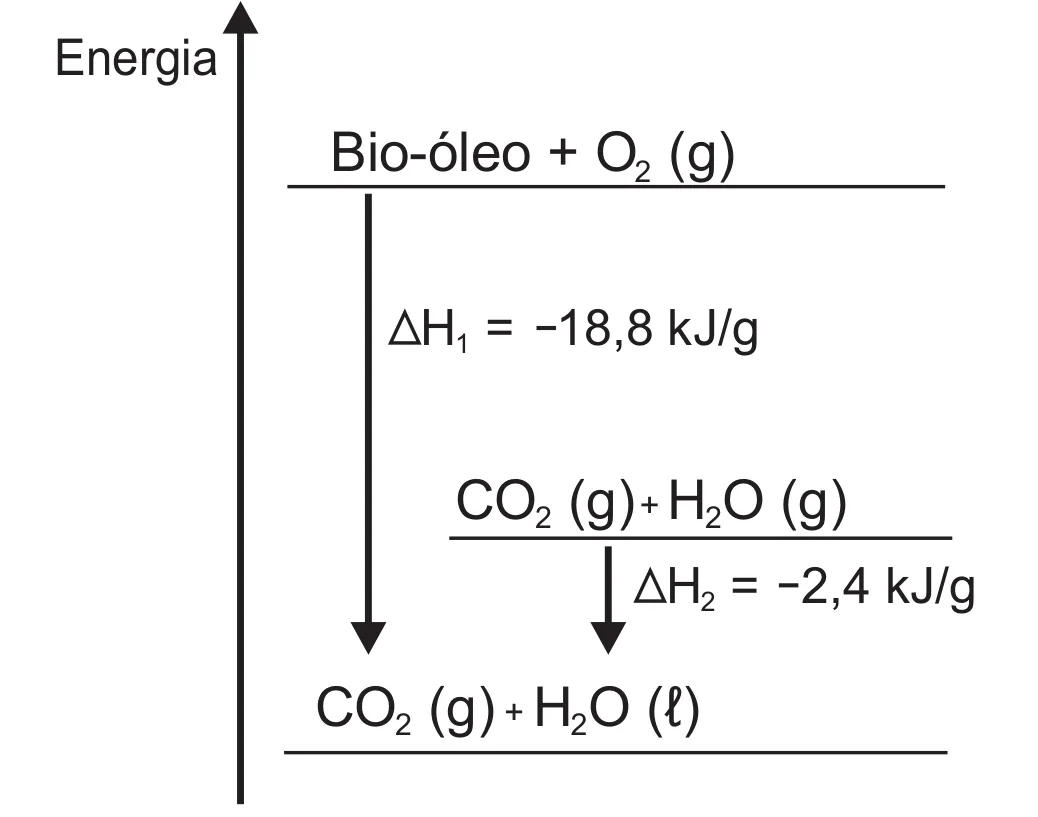 Energia
Bio-óleo + O₂ (g)
ΔH₁ = −18,8 kJ/g
CO₂ (g) + H₂O (g)
ΔH₂ = −2,4 kJ/g
CO₂ (g) + H₂O (ℓ)